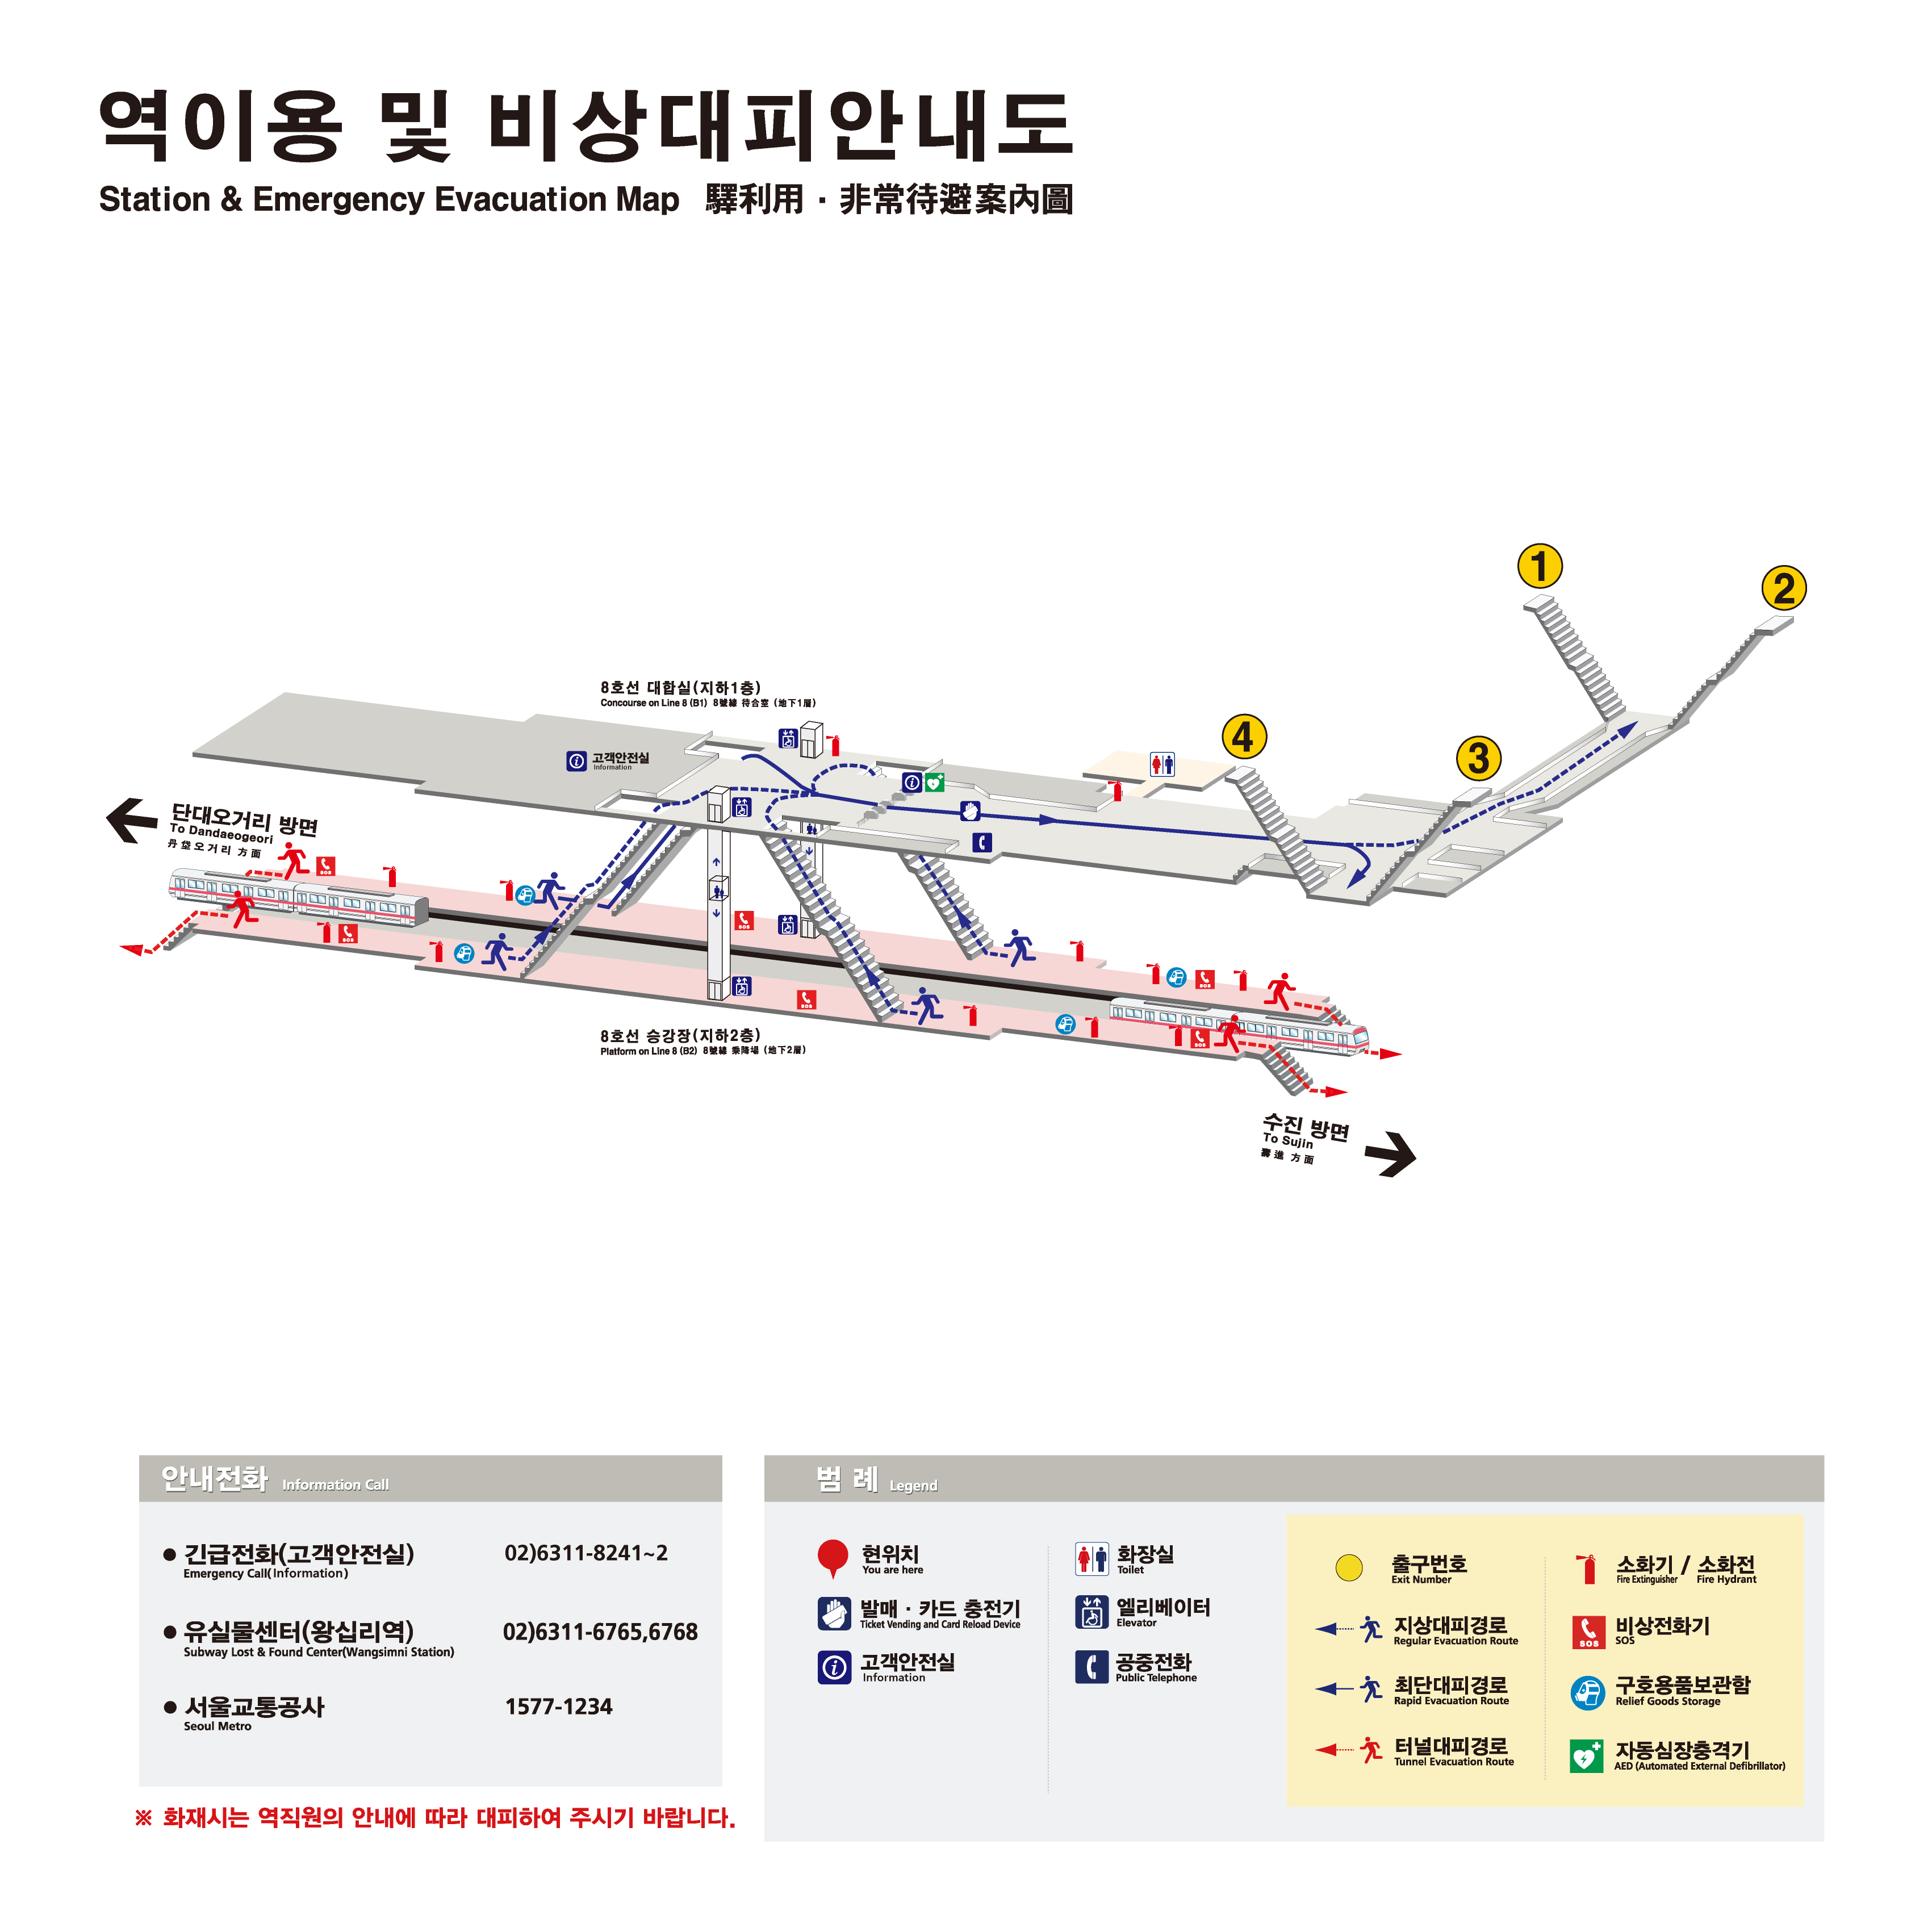 역이용 및 비상대피안내도
Station & Emergency Evacuation Map 驛利用 · 非常待避案內圖
1
2
8호선 대합실(지하1층)
Concourse on Line 8 (B1) 8號線 待合室 (地下1層)
4
3
고객안전실
Information
단대오거리 방면
To Dandaeogeori
丹垈오거리 方面
SOS
SOS
SOS
SOS
SOS
SOS
8호선 승강장(지하2층)
Platform on Line 8 (B2) 8號線 乘降場 (地下2層)
수진 방면
To Sujin
壽進 方面
안내전화 Information Call
● 긴급전화(고객안전실) 02)6311-8241~2
Emergency Call(Information)
● 유실물센터(왕십리역) 02)6311-6765,6768
Subway Lost & Found Center(Wangsimni Station)
● 서울교통공사 1577-1234
Seoul Metro
※ 화재시는 역직원의 안내에 따라 대피하여 주시기 바랍니다.
범 례 Legend
현위치
You are here
발매 · 카드 충전기
Ticket Vending and Card Reload Device
고객안전실
Information
화장실
Toilet
엘리베이터
Elevator
공중전화
Public Telephone
출구번호
Exit Number
지상대피경로
Regular Evacuation Route
최단대피경로
Rapid Evacuation Route
터널대피경로
Tunnel Evacuation Route
소화기 / 소화전
Fire Extinguisher Fire Hydrant
비상전화기
SOS
SOS
구호용품보관함
Relief Goods Storage
자동심장충격기
AED (Automated External Defibrillator)